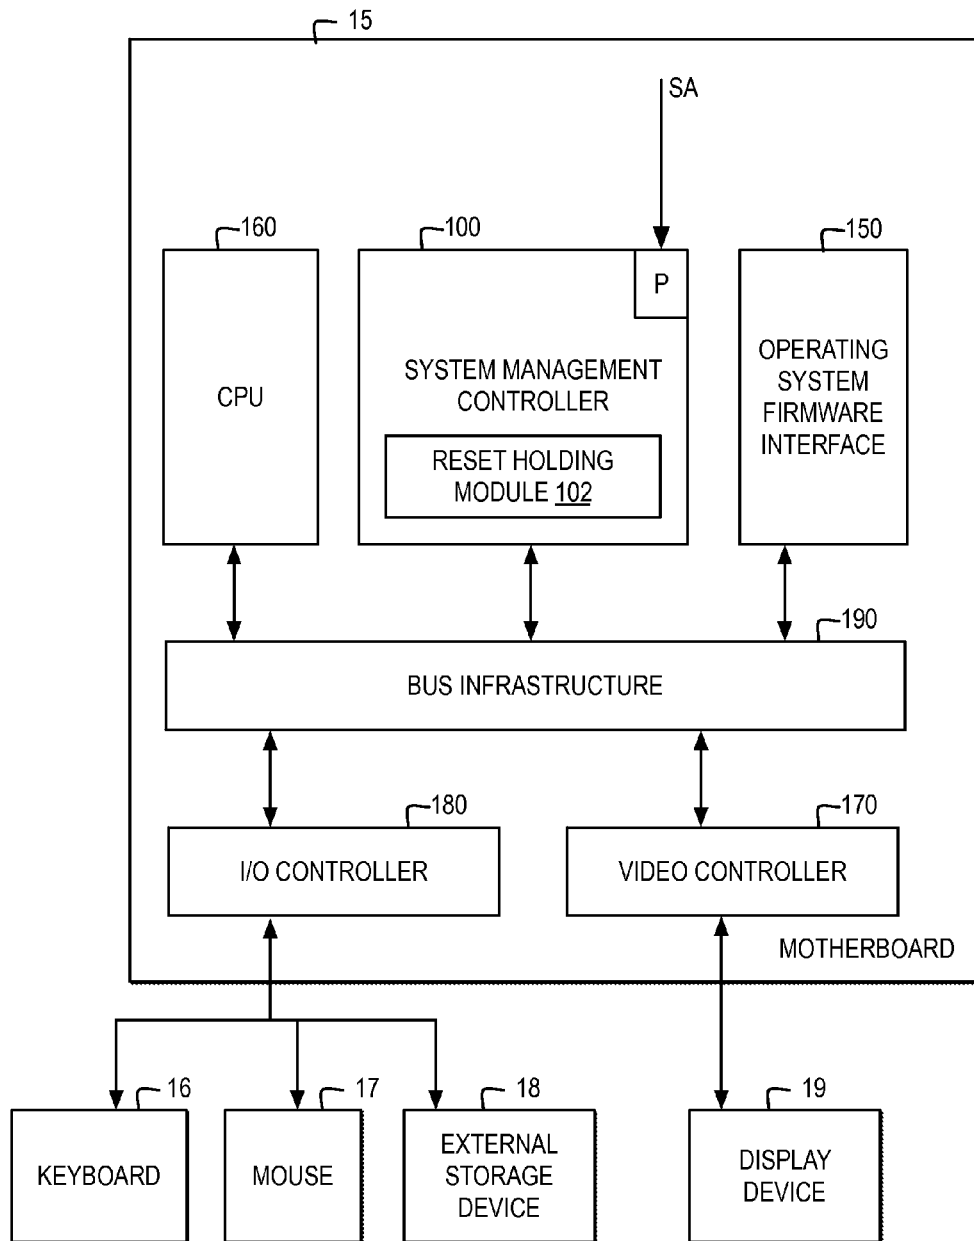 15
SA
160
100
150
P
CPU
SYSTEM MANAGEMENT
CONTROLLER
RESET HOLDING
MODULE 102
OPERATING
SYSTEM
FIRMWARE
INTERFACE
190
BUS INFRASTRUCTURE
180
170
I/O CONTROLLER
VIDEO CONTROLLER
MOTHERBOARD
16
17
18
19
KEYBOARD
MOUSE
EXTERNAL
STORAGE
DEVICE
DISPLAY
DEVICE